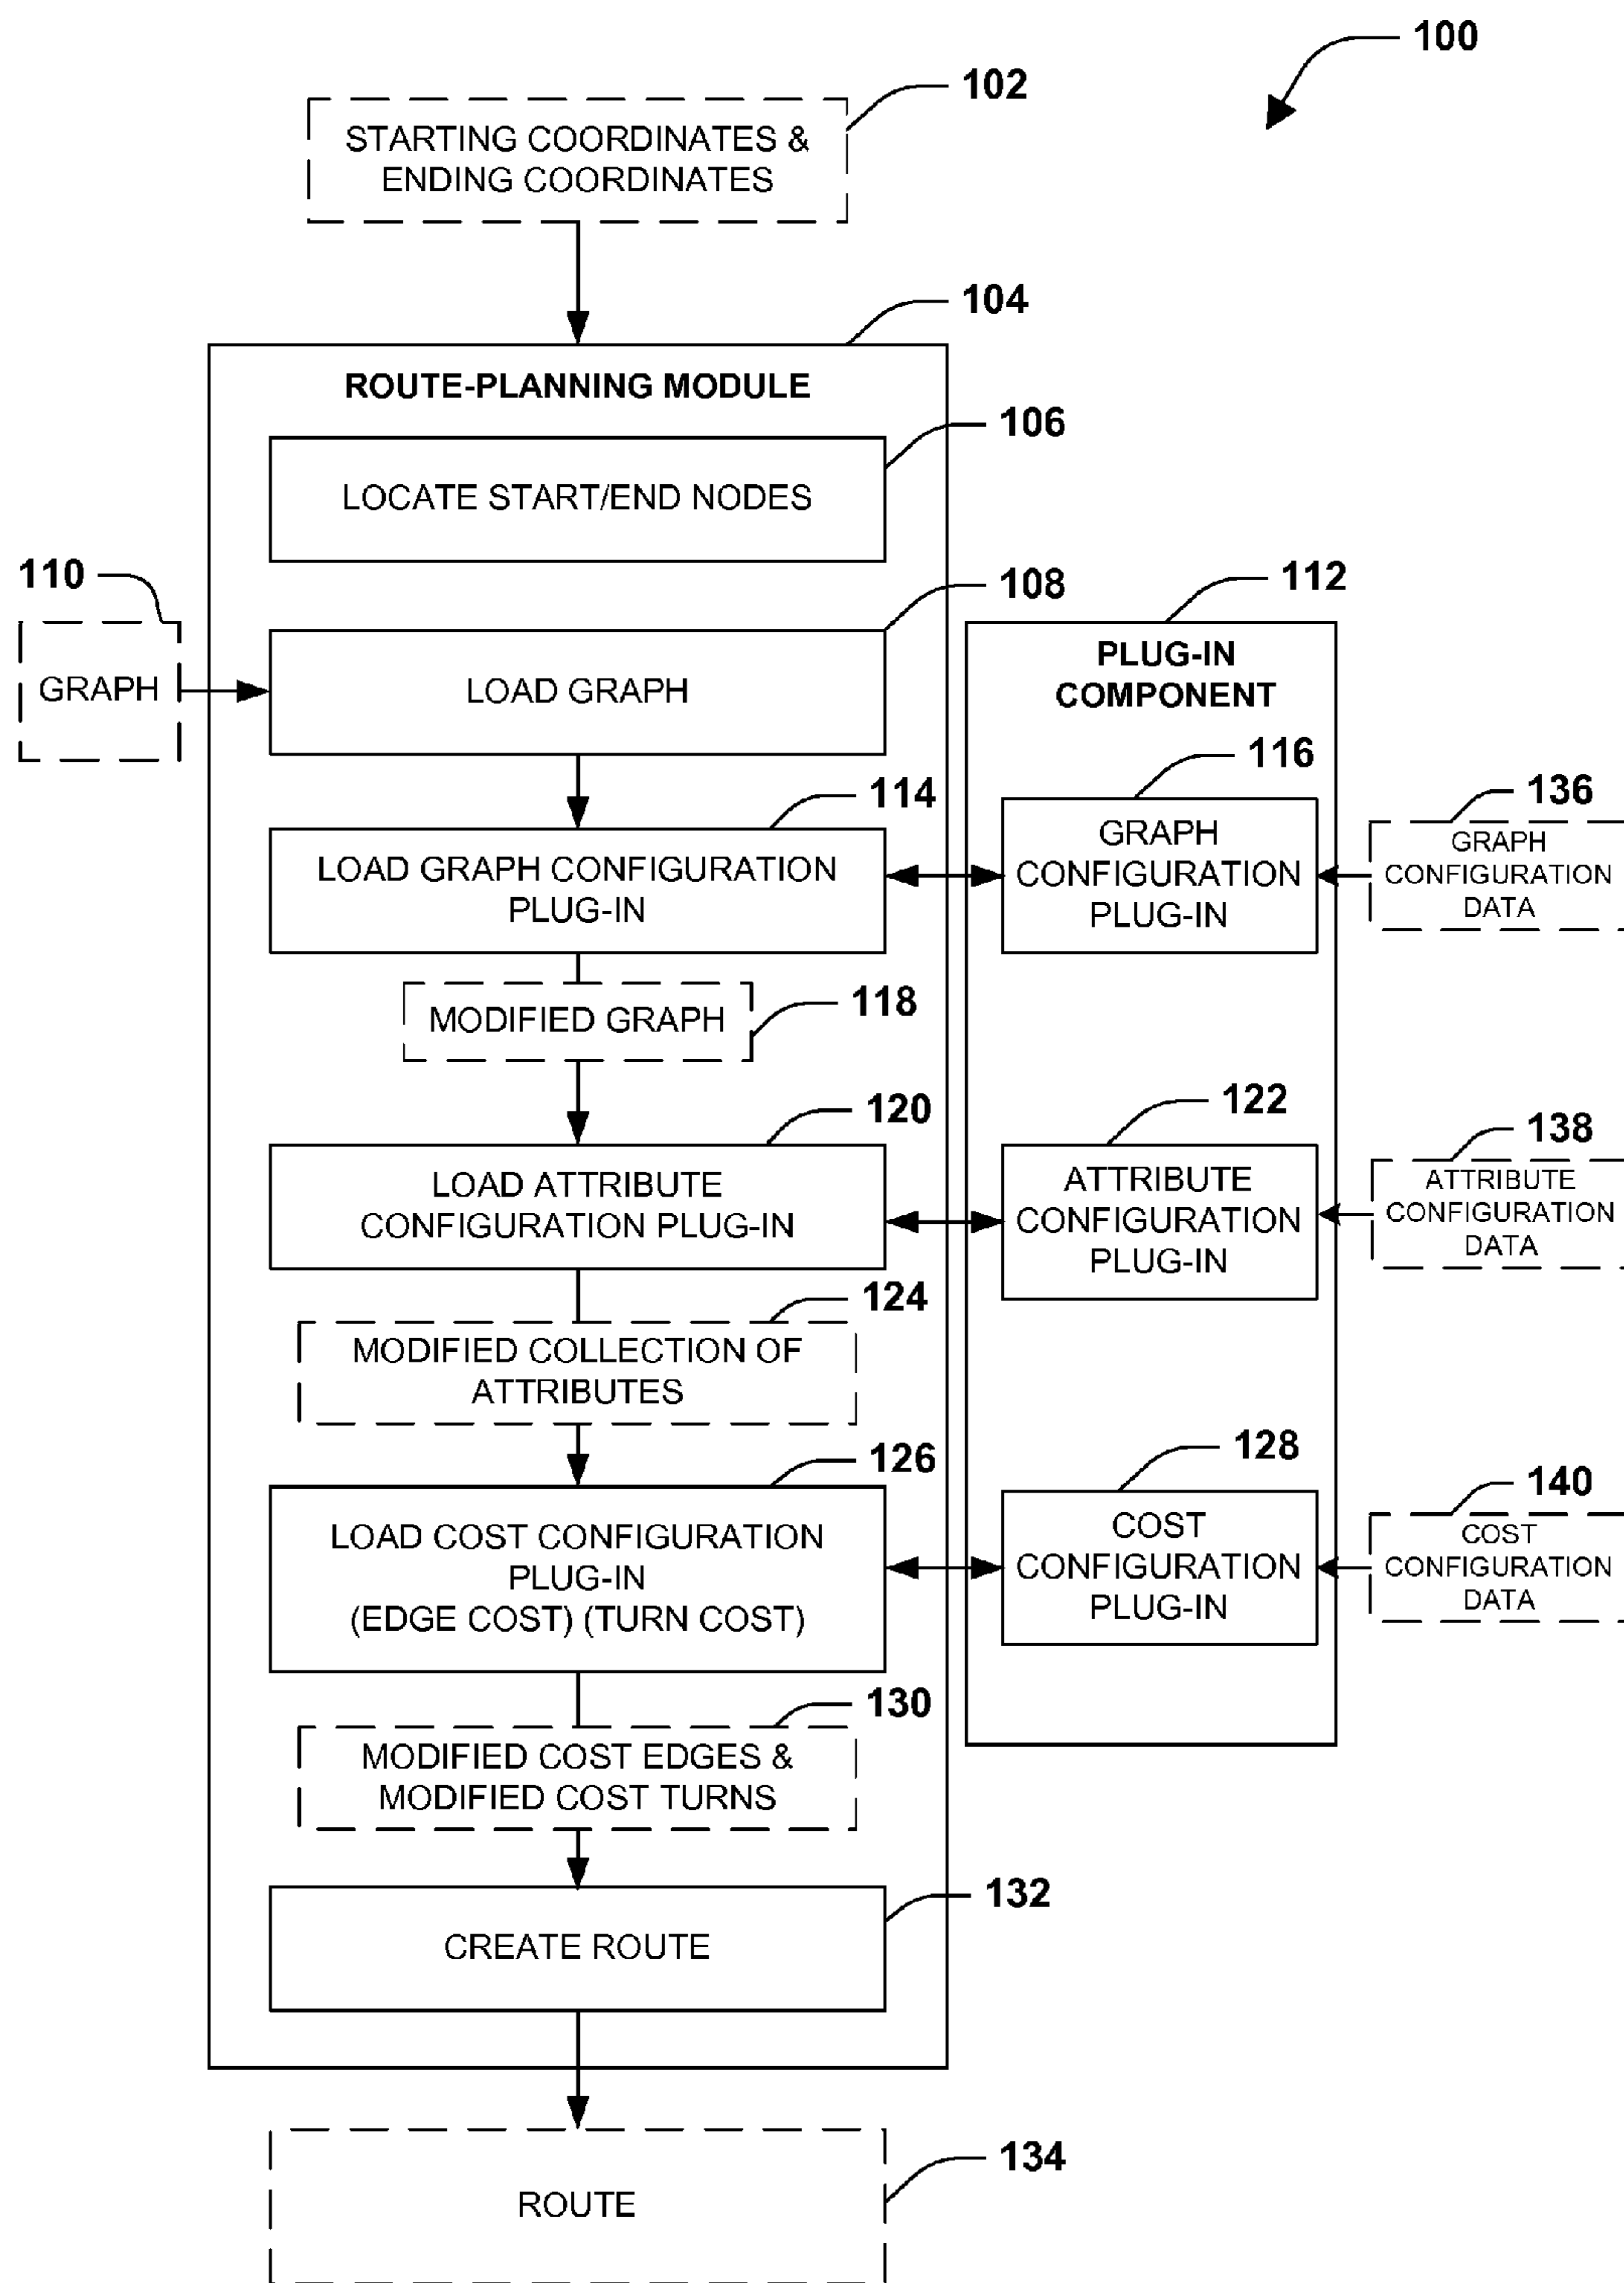 100
102
STARTING COORDINATES &
ENDING COORDINATES
104
ROUTE-PLANNING MODULE
106
LOCATE START/END NODES
110
108
112
GRAPH
LOAD GRAPH
PLUG-IN
COMPONENT
116
114
136
LOAD GRAPH CONFIGURATION
PLUG-IN
GRAPH
CONFIGURATION
PLUG-IN
GRAPH
CONFIGURATION
DATA
MODIFIED GRAPH
118
120
122
138
LOAD ATTRIBUTE
CONFIGURATION PLUG-IN
ATTRIBUTE
CONFIGURATION
PLUG-IN
ATTRIBUTE
CONFIGURATION
DATA
124
MODIFIED COLLECTION OF
ATTRIBUTES
126
128
140
LOAD COST CONFIGURATION
PLUG-IN
(EDGE COST) (TURN COST)
COST
CONFIGURATION
PLUG-IN
COST
CONFIGURATION
DATA
130
MODIFIED COST EDGES &
MODIFIED COST TURNS
132
CREATE ROUTE
134
ROUTE